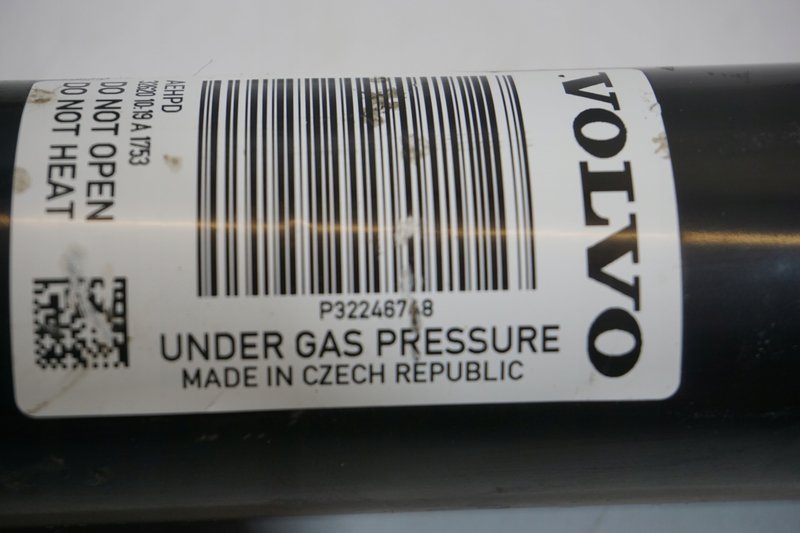 VOLVO
P32246748
UNDER GAS PRESSURE
MADE IN CZECH REPUBLIC
AEHPD
3520 10:19 A 1753
DO NOT OPEN
DO NOT HEAT